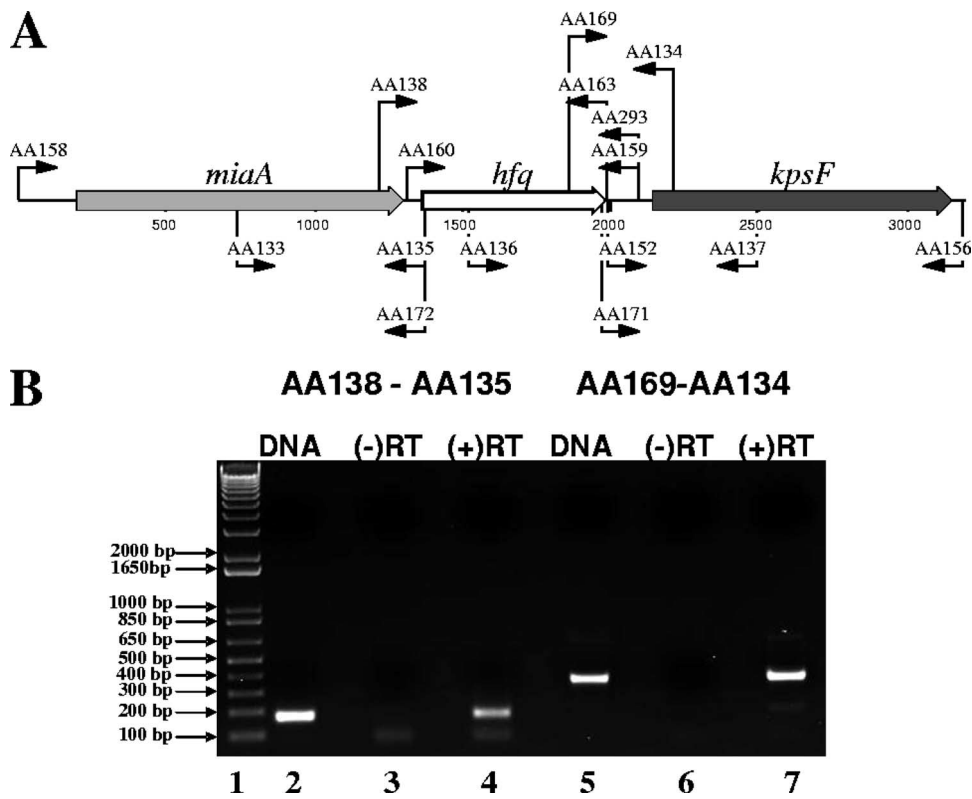 A
AA169
AA134
AA138
AA163
AA293
AA158
AA160
AA159
miaA
hfq
kpsF
500
1000
1500
2000
2500
3000
AA133
AA135
AA136
AA152
AA137
AA156
AA172
AA171
B
AA138 - AA135
AA169-AA134
DNA (-)RT (+)RT DNA (-)RT (+)RT
2000 bp
1650bp
1000 bp
850 bp
650 bp
500 bp
400 bp
300 bp
200 bp
100 bp
1 2 3 4 5 6 7